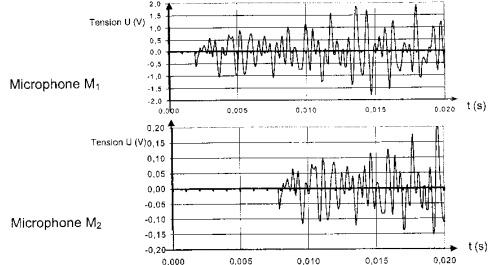 Tension U (V)
2,0
1,5
1,0
0,5
0,0
-0,5
-1,0
-1,5
-2,0
Microphone M₁
0,000 0,005 0,010 0,015 0,020
t (s)
Tension U (V)
0,20
0,15
0,10
0,05
0,00
-0,05
-0,10
-0,15
-0,20
Microphone M₂
0,000 0,005 0,010 0,015 0,020
t (s)